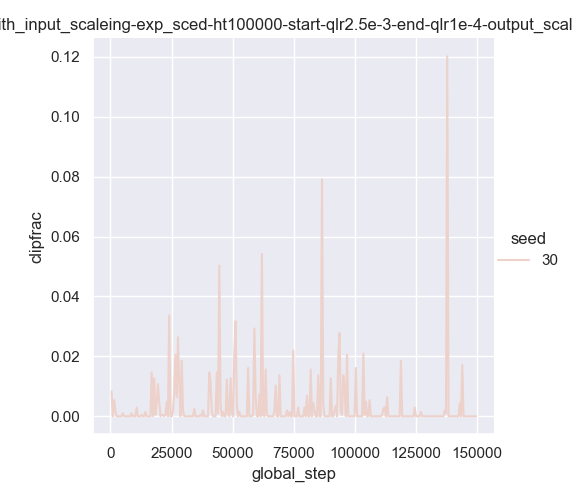 ith_input_scaleing-exp_sced-ht100000-start-qlr2.5e-3-end-qlr1e-4-output_scal
0.12
0.10
0.08
0.06
0.04
0.02
0.00
clipfrac
0 25000 50000 75000 100000 125000 150000
global_step
seed
30